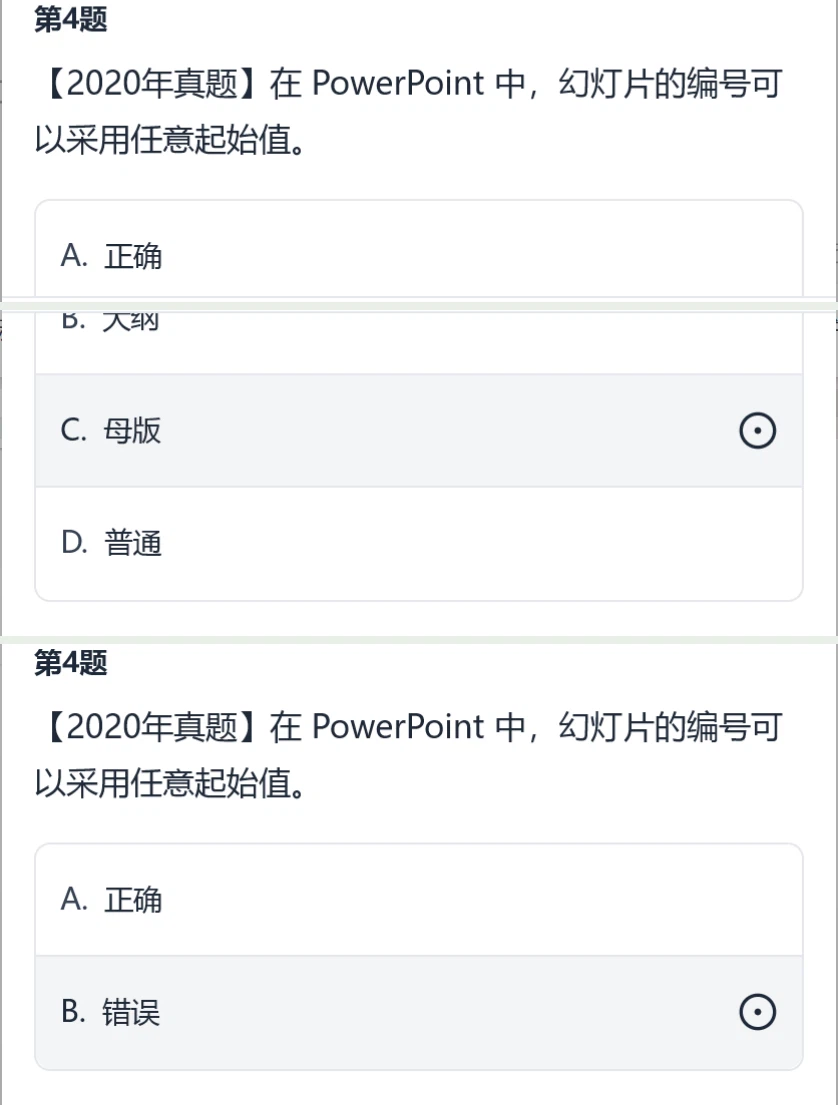 第4题
【2020年真题】在 PowerPoint 中，幻灯片的编号可
以采用任意起始值。
A. 正确
B. 大纲
C. 母版
D. 普通
第4题
【2020年真题】在 PowerPoint 中，幻灯片的编号可
以采用任意起始值。
A. 正确
B. 错误